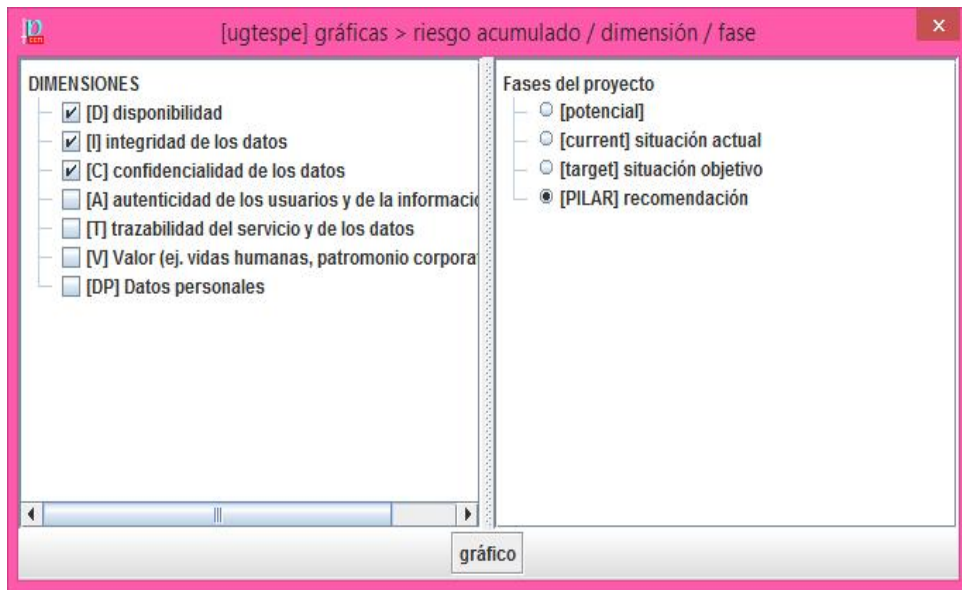 [ugtespe] gráficas > riesgo acumulado / dimensión / fase
x
DIMENSIONES
[D] disponibilidad
[I] integridad de los datos
[C] confidencialidad de los datos
[A] autenticidad de los usuarios y de la informació
[T] trazabilidad del servicio y de los datos
[V] Valor (ej. vidas humanas, patromonio corpora
[DP] Datos personales
Fases del proyecto
[potencial]
[current] situación actual
[target] situación objetivo
[PILAR] recomendación
gráfico